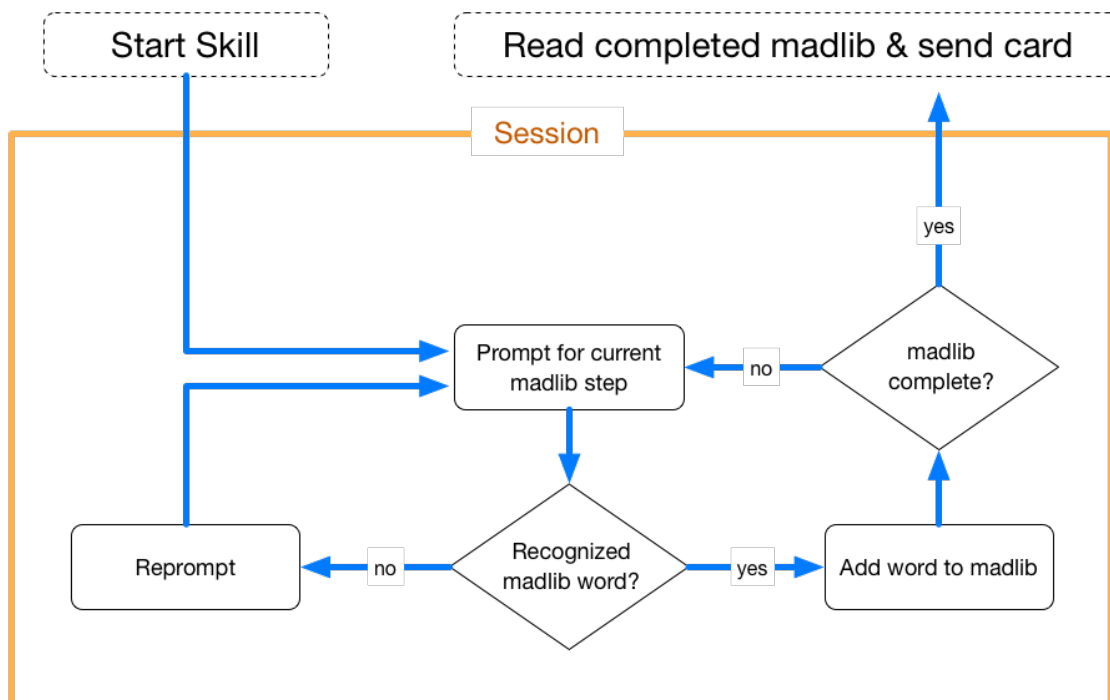 Start Skill
Read completed madlib & send card
Session
yes
Prompt for current
madlib step
no
madlib
complete?
Reprompt
no
Recognized
madlib word?
yes
Add word to madlib